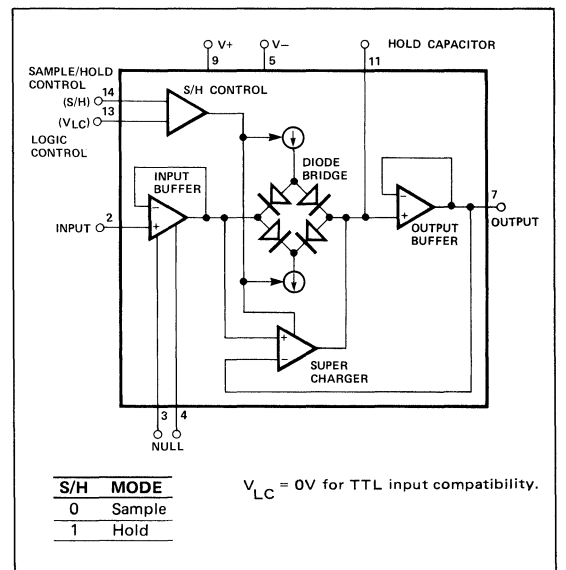 V+
V−
HOLD CAPACITOR
9
5
11
SAMPLE/HOLD
CONTROL
14
(S/H)
S/H CONTROL
13
(VLC)
LOGIC
CONTROL
DIODE
BRIDGE
INPUT
BUFFER
−
+
2
INPUT
−
+
7
OUTPUT
OUTPUT
BUFFER
+
−
SUPER
CHARGER
3
4
NULL
S/H MODE
0 Sample
1 Hold
VLC = 0V for TTL input compatibility.